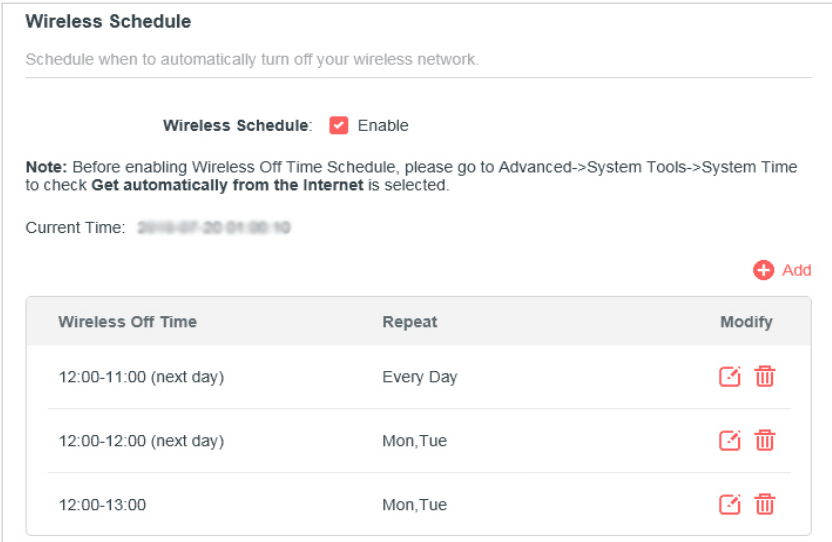 Wireless Schedule
Schedule when to automatically turn off your wireless network.
Wireless Schedule: Enable
Note: Before enabling Wireless Off Time Schedule, please go to Advanced->System Tools->System Time
to check Get automatically from the Internet is selected.
Current Time:
Add
Wireless Off Time Repeat Modify
12:00-11:00 (next day) Every Day
12:00-12:00 (next day) Mon,Tue
12:00-13:00 Mon,Tue